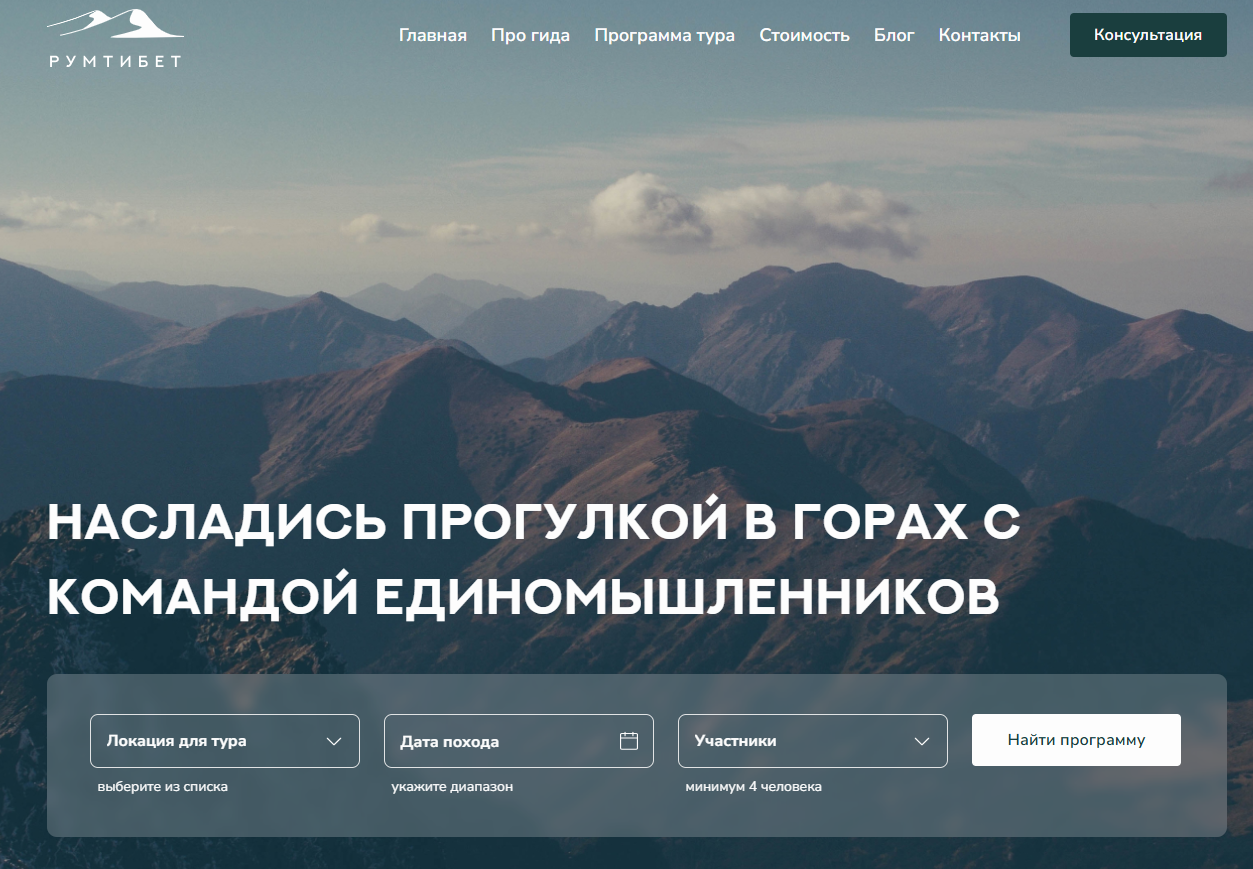 РУМТИБЕТ
Главная Про гида Программа тура Стоимость Блог Контакты Консультация
НАСЛАДИСЬ ПРОГУЛКОЙ В ГОРАХ С
КОМАНДОЙ ЕДИНОМЫШЛЕННИКОВ
Локация для тура Дата похода Участники Найти программу
выберите из списка укажите диапазон минимум 4 человека